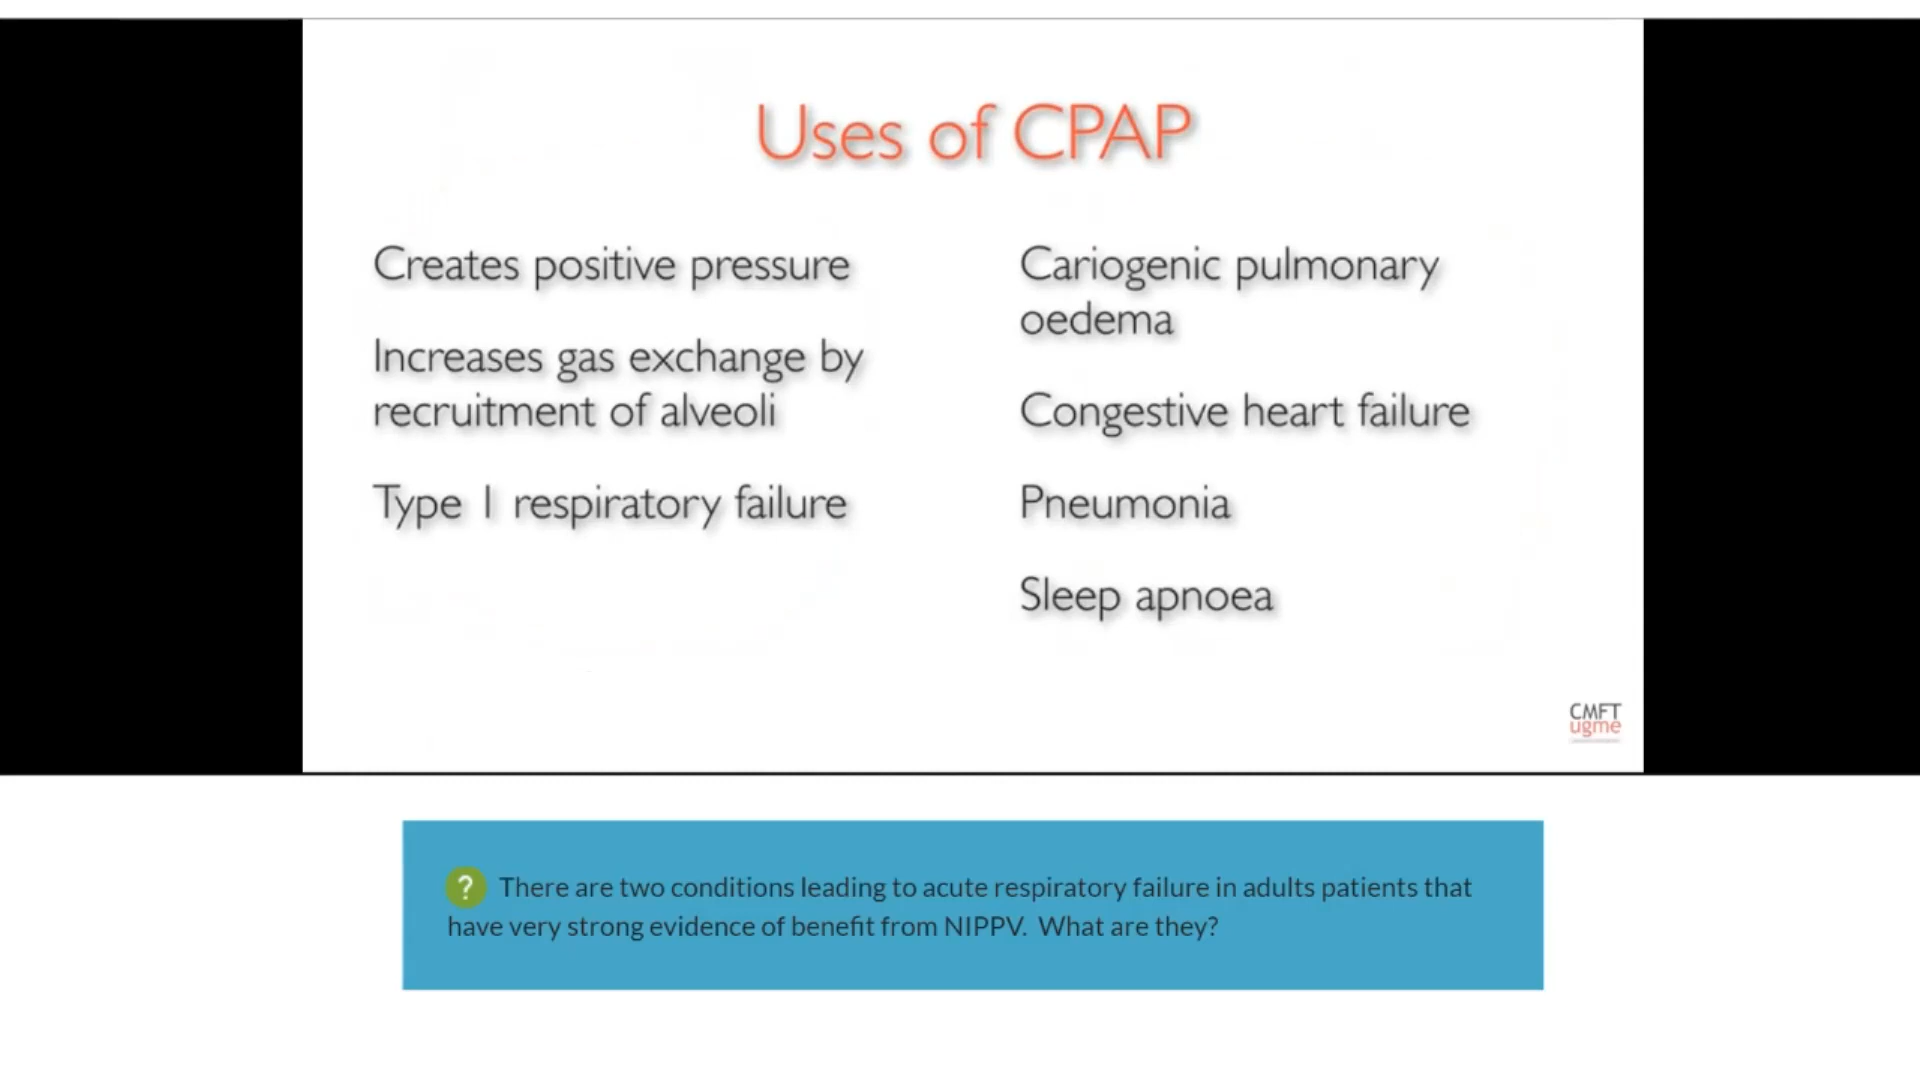 Uses of CPAP
Creates positive pressure
Increases gas exchange by
recruitment of alveoli
Type 1 respiratory failure
Cariogenic pulmonary
oedema
Congestive heart failure
Pneumonia
Sleep apnoea
CMFT
ugme
? There are two conditions leading to acute respiratory failure in adults patients that
have very strong evidence of benefit from NIPPV. What are they?